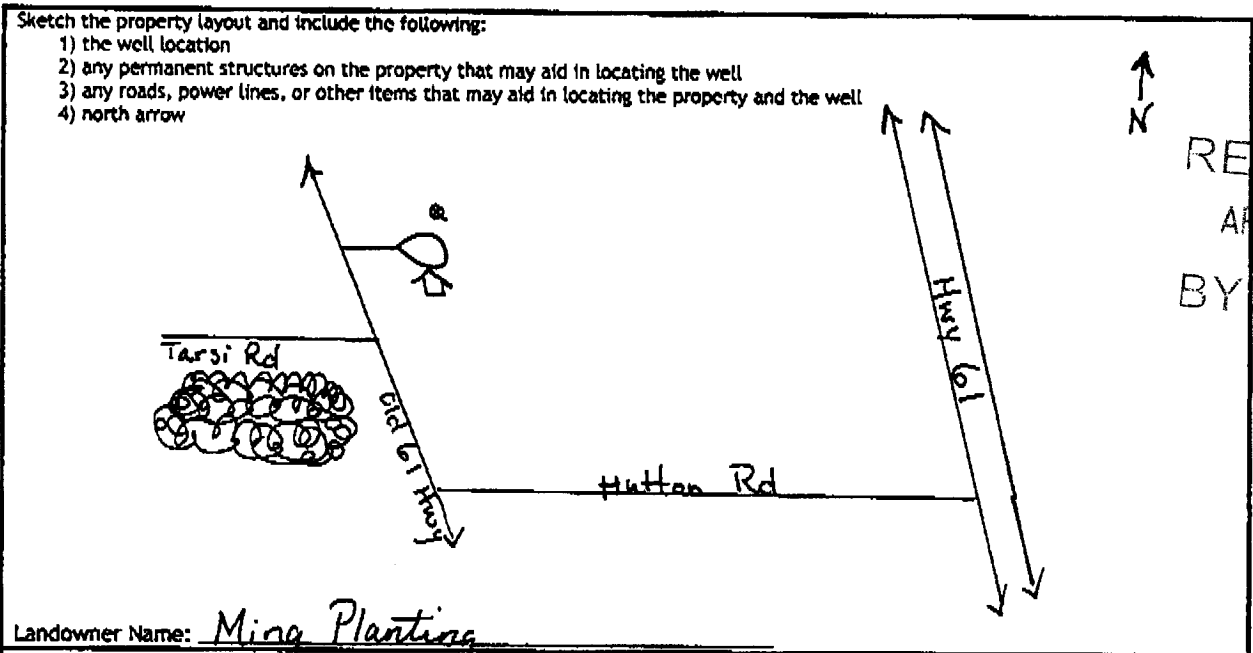 Sketch the property layout and include the following:
1) the well location
2) any permanent structures on the property that may aid in locating the well
3) any roads, power lines, or other items that may aid in locating the property and the well
4) north arrow
N
RE
BY
Tarsi Rd
Old 61 Hwy
Hwy 61
Hutton Rd
Landowner Name: Ming Planting